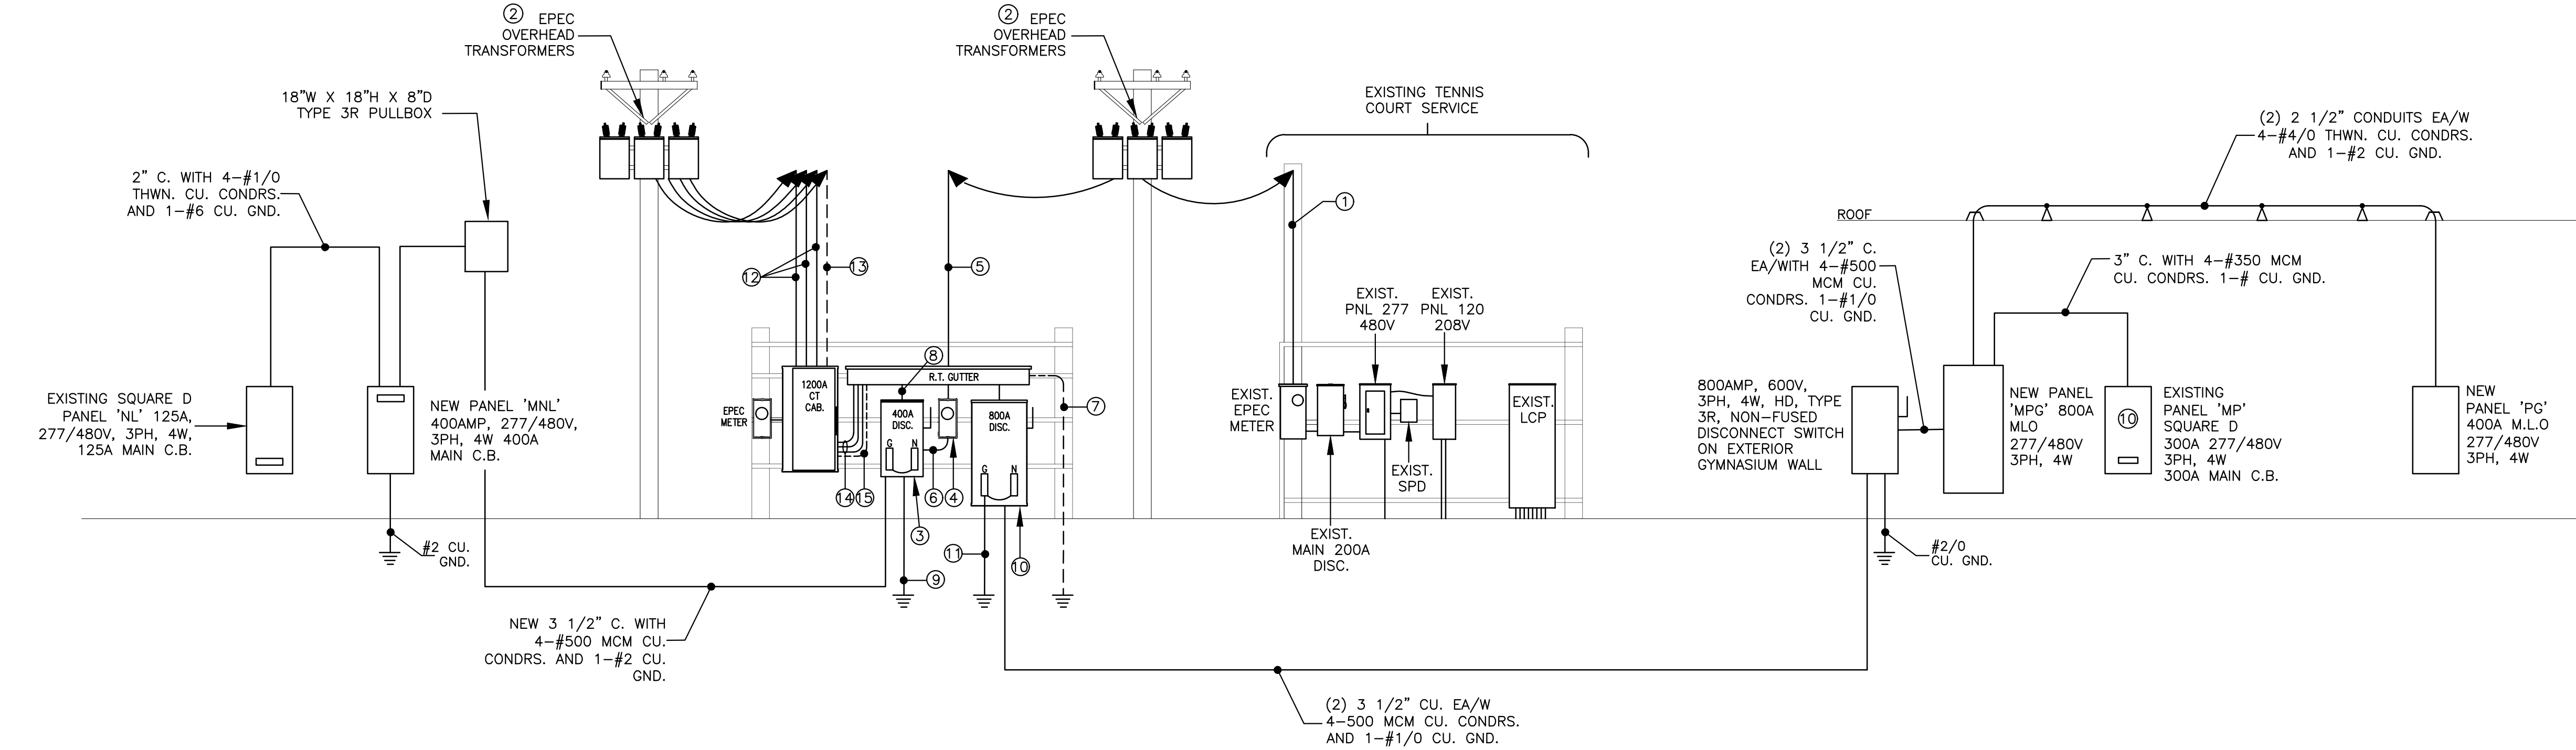 2
EPEC
OVERHEAD
TRANSFORMERS
2
EPEC
OVERHEAD
TRANSFORMERS
18"W X 18"H X 8"D
TYPE 3R PULLBOX
EXISTING TENNIS
COURT SERVICE
(2) 2 1/2" CONDUITS EA/W
4-#4/0 THWN. CU. CONDRS.
AND 1-#2 CU. GND.
2" C. WITH 4-#1/0
THWN. CU. CONDRS.
AND 1-#6 CU. GND.
1
ROOF
12
13
5
(2) 3 1/2" C.
EA/WITH 4-#500
MCM CU.
CONDRS. 1-#1/0
CU. GND.
3" C. WITH 4-#350 MCM
CU. CONDRS. 1-# CU. GND.
EXIST.
PNL 277
480V
EXIST.
PNL 120
208V
8
R.T. GUTTER
1200A
CT
CAB.
EPEC
METER
400A
DISC.
G N
800A
DISC.
G N
7
EXIST.
EPEC
METER
EXIST.
LCP
EXIST.
SPD
EXISTING SQUARE D
PANEL 'NL' 125A,
277/480V, 3PH, 4W,
125A MAIN C.B.
NEW PANEL 'MNL'
400AMP, 277/480V,
3PH, 4W 400A
MAIN C.B.
800AMP, 600V,
3PH, 4W, HD, TYPE
3R, NON-FUSED
DISCONNECT SWITCH
ON EXTERIOR
GYMNASIUM WALL
NEW PANEL
'MPG' 800A
MLO
277/480V
3PH, 4W
10
EXISTING
PANEL 'MP'
SQUARE D
300A 277/480V
3PH, 4W
300A MAIN C.B.
NEW
PANEL 'PG'
400A M.L.O
277/480V
3PH, 4W
14
15
6
4
3
EXIST.
MAIN 200A
DISC.
#2 CU.
GND.
11
10
9
#2/0
CU. GND.
NEW 3 1/2" C. WITH
4-#500 MCM CU.
CONDRS. AND 1-#2 CU.
GND.
(2) 3 1/2" CU. EA/W
4-500 MCM CU. CONDRS.
AND 1-#1/0 CU. GND.